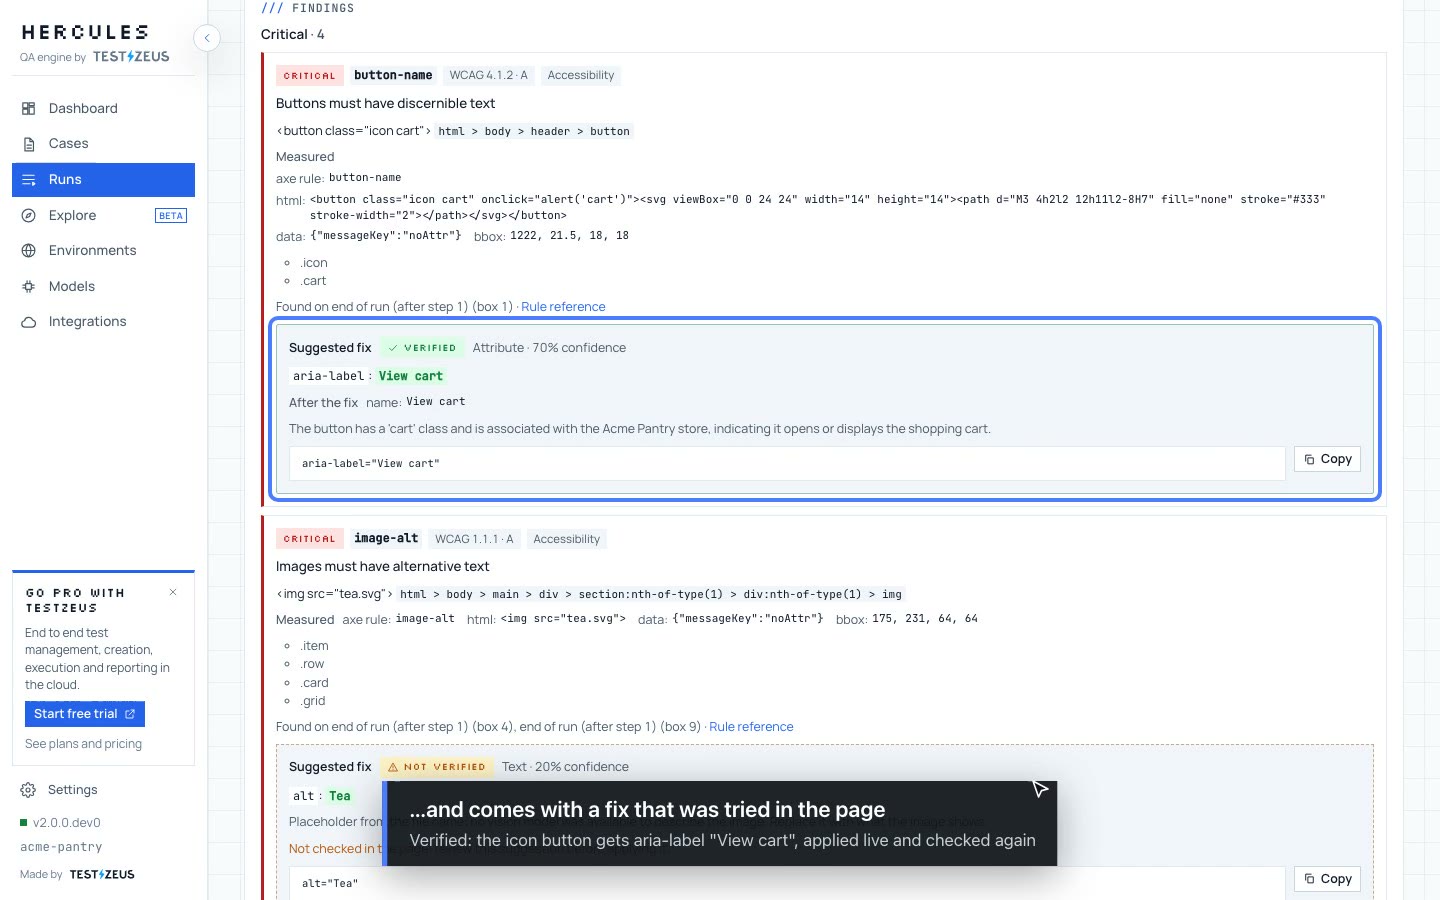 HERCULES
QA engine by TESTZEUS
Dashboard
Cases
Runs
Explore BETA
Environments
Models
Integrations
GO PRO WITH
TESTZEUS
End to end test
management, creation,
execution and reporting in
the cloud.
Start free trial
See plans and pricing
Settings
v2.0.0.dev0
acme-pantry
Made by TESTZEUS
/// FINDINGS
Critical · 4
CRITICAL button-name WCAG 4.1.2 · A Accessibility
Buttons must have discernible text
<button class="icon cart"> html > body > header > button
Measured
axe rule: button-name
html: <button class="icon cart" onclick="alert('cart')"><svg viewBox="0 0 24 24" width="14" height="14"><path d="M3 4h2l2 12h11l2-8H7" fill="none" stroke="#333"
stroke-width="2"></path></svg></button>
data: {"messageKey":"noAttr"} bbox: 1222, 21.5, 18, 18
.icon
.cart
Found on end of run (after step 1) (box 1) · Rule reference
Suggested fix VERIFIED Attribute · 70% confidence
aria-label : View cart
After the fix name: View cart
The button has a 'cart' class and is associated with the Acme Pantry store, indicating it opens or displays the shopping cart.
aria-label="View cart"
Copy
CRITICAL image-alt WCAG 1.1.1 · A Accessibility
Images must have alternative text
<img src="tea.svg"> html > body > main > div > section:nth-of-type(1) > div:nth-of-type(1) > img
Measured axe rule: image-alt html: <img src="tea.svg"> data: {"messageKey":"noAttr"} bbox: 175, 231, 64, 64
.item
.row
.card
.grid
Found on end of run (after step 1) (box 4), end of run (after step 1) (box 9) · Rule reference
Suggested fix NOT VERIFIED Text · 20% confidence
alt : Tea
Placeholder from
Not checked in
alt="Tea"
Copy
...and comes with a fix that was tried in the page
Verified: the icon button gets aria-label "View cart", applied live and checked again